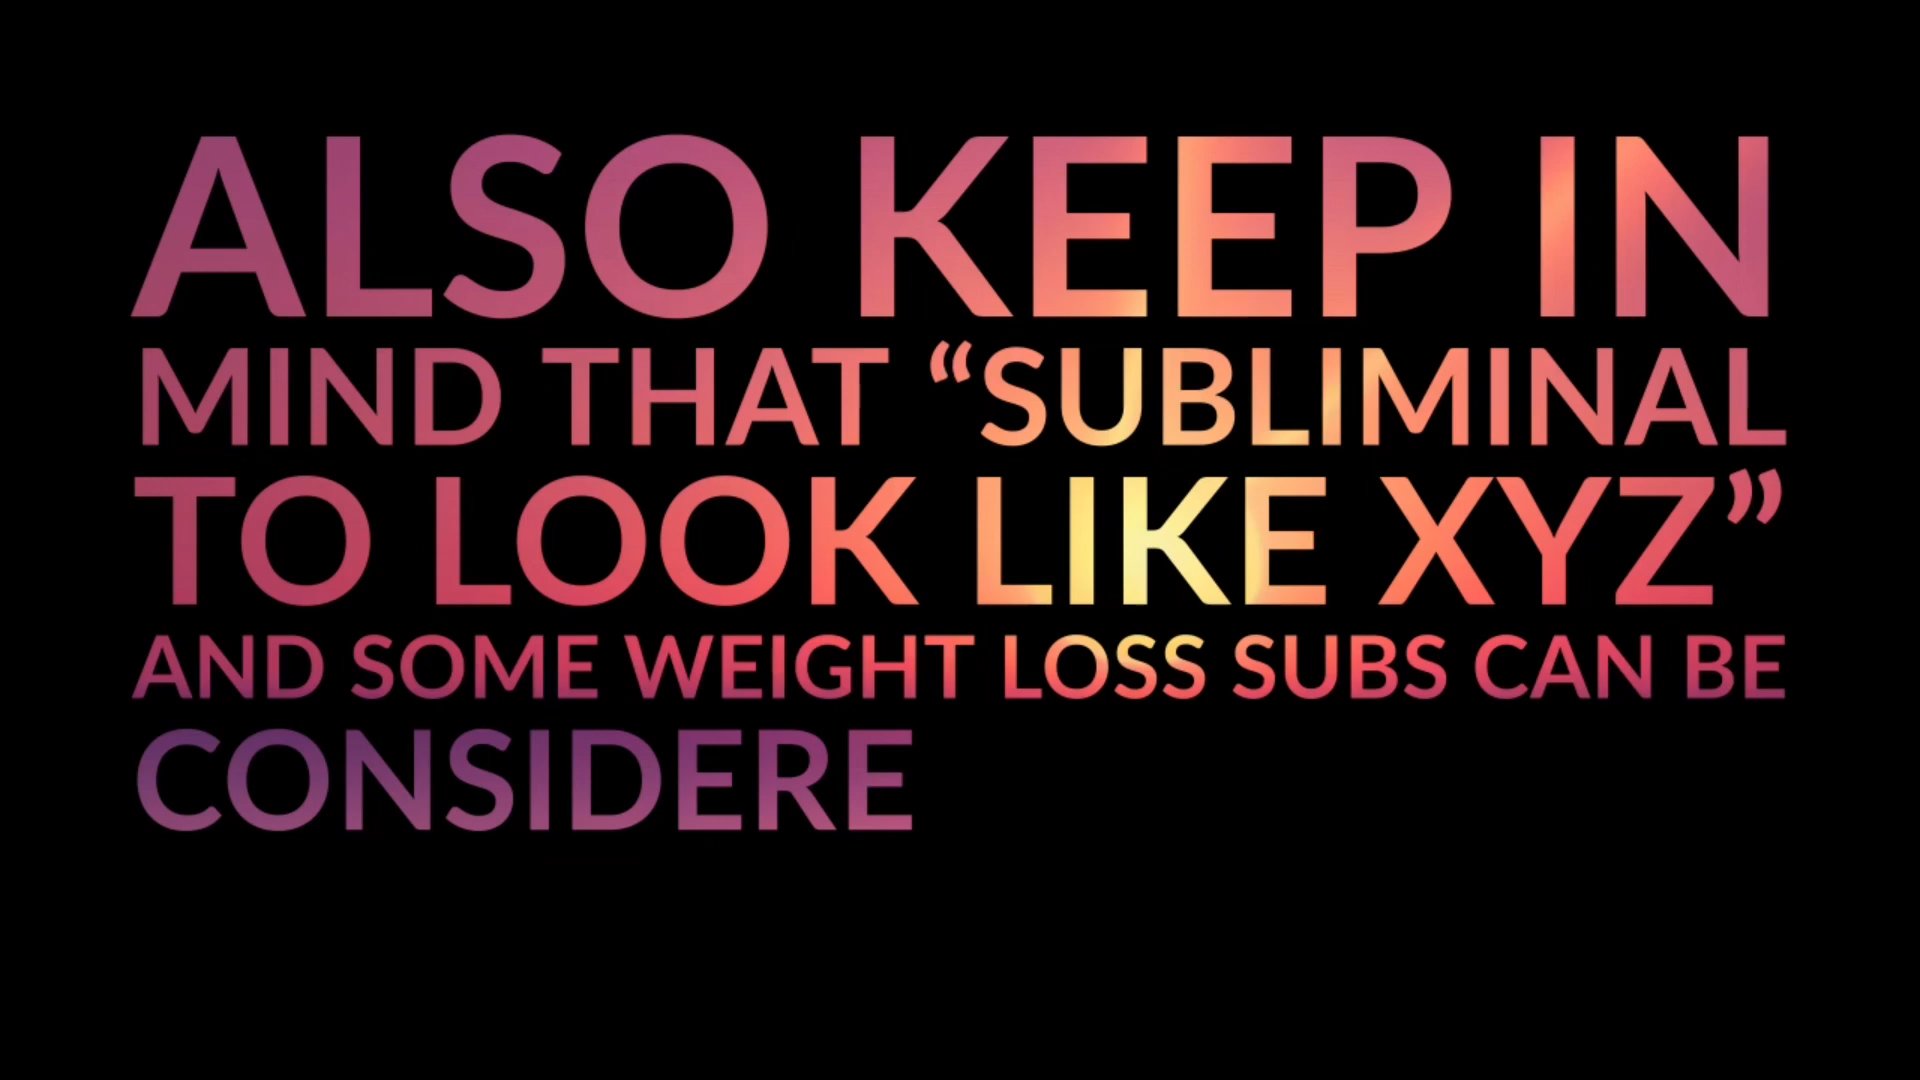 ALSO KEEP IN
MIND THAT “SUBLIMINAL
TO LOOK LIKE XYZ”
AND SOME WEIGHT LOSS SUBS CAN BE
CONSIDERE